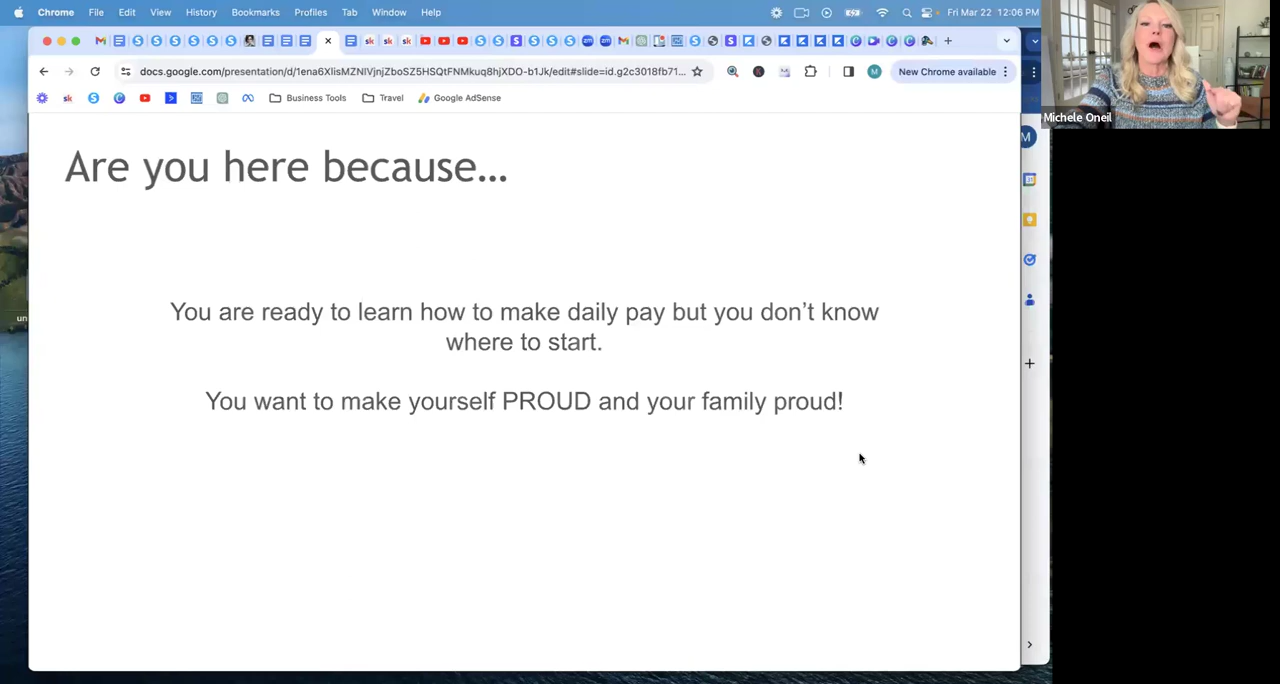 Chrome File Edit View History Bookmarks Profiles Tab Window Help
Fri Mar 22 12:06 PM
docs.google.com/presentation/d/1ena6XlisMZNlVjnjZboSZ5HSQtFNMkuq8hjXDO-b1Jk/edit#slide=id.g2c3018fb71...
New Chrome available
Business Tools Travel Google AdSense
Michele Oneil
M
Are you here because...
You are ready to learn how to make daily pay but you don't know
where to start.
You want to make yourself PROUD and your family proud!